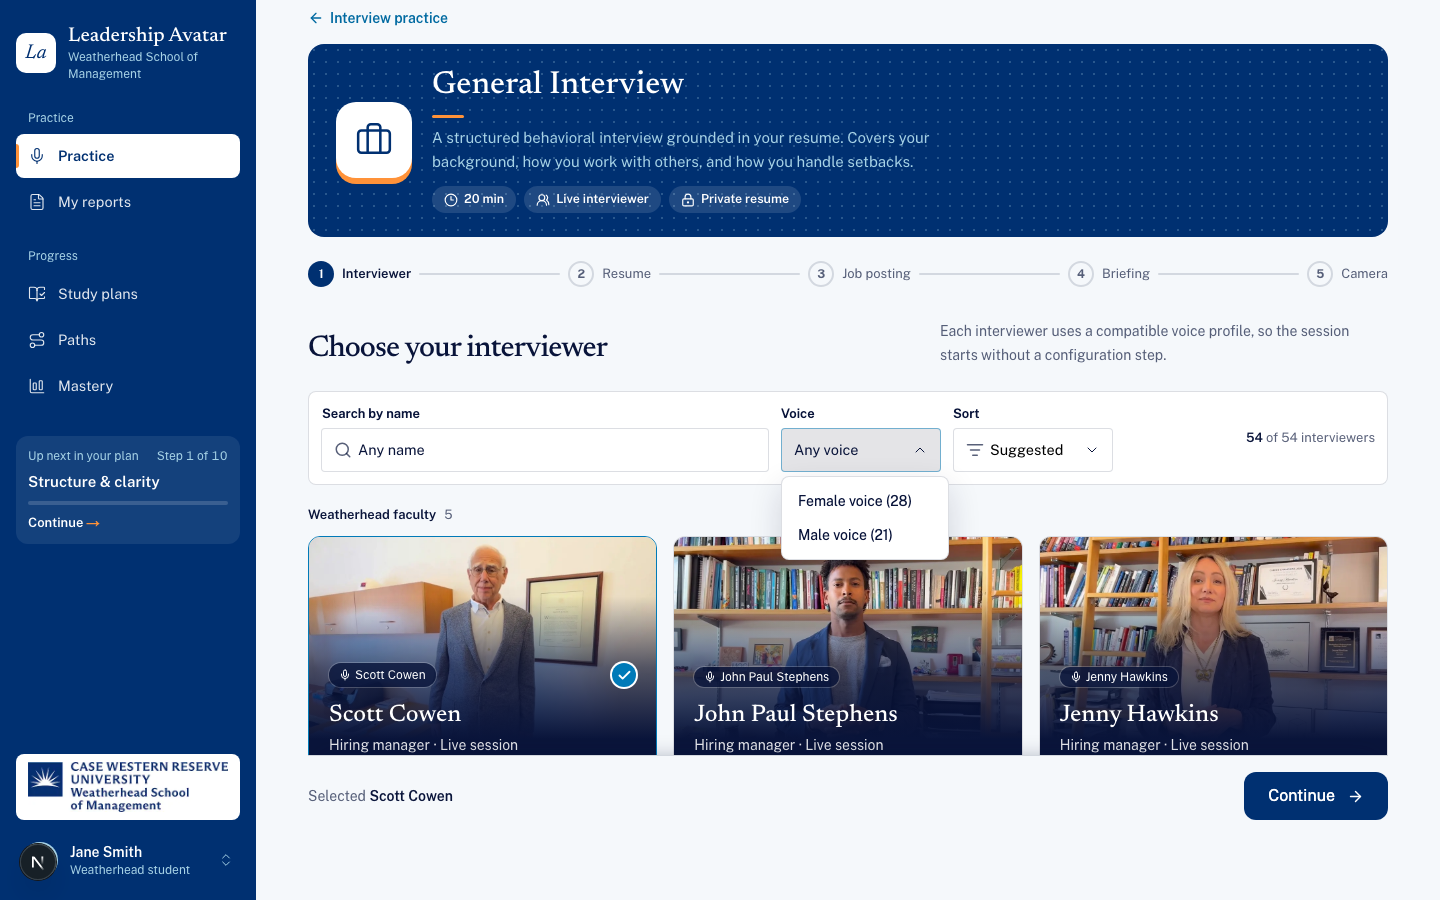 La
Leadership Avatar
Weatherhead School of
Management
Practice
Practice
My reports
Progress
Study plans
Paths
Mastery
Up next in your plan Step 1 of 10
Structure & clarity
Continue →
CASE WESTERN RESERVE
UNIVERSITY
Weatherhead School
of Management
N
Jane Smith
Weatherhead student
← Interview practice
General Interview
A structured behavioral interview grounded in your resume. Covers your
background, how you work with others, and how you handle setbacks.
20 min Live interviewer Private resume
1 Interviewer 2 Resume 3 Job posting 4 Briefing 5 Camera
Choose your interviewer
Each interviewer uses a compatible voice profile, so the session
starts without a configuration step.
Search by name Voice Sort
Any name Any voice Suggested
54 of 54 interviewers
Female voice (28)
Male voice (21)
Weatherhead faculty 5
Scott Cowen
Scott Cowen
Hiring manager · Live session
John Paul Stephens
John Paul Stephens
Hiring manager · Live session
Jenny Hawkins
Jenny Hawkins
Hiring manager · Live session
Selected Scott Cowen
Continue →